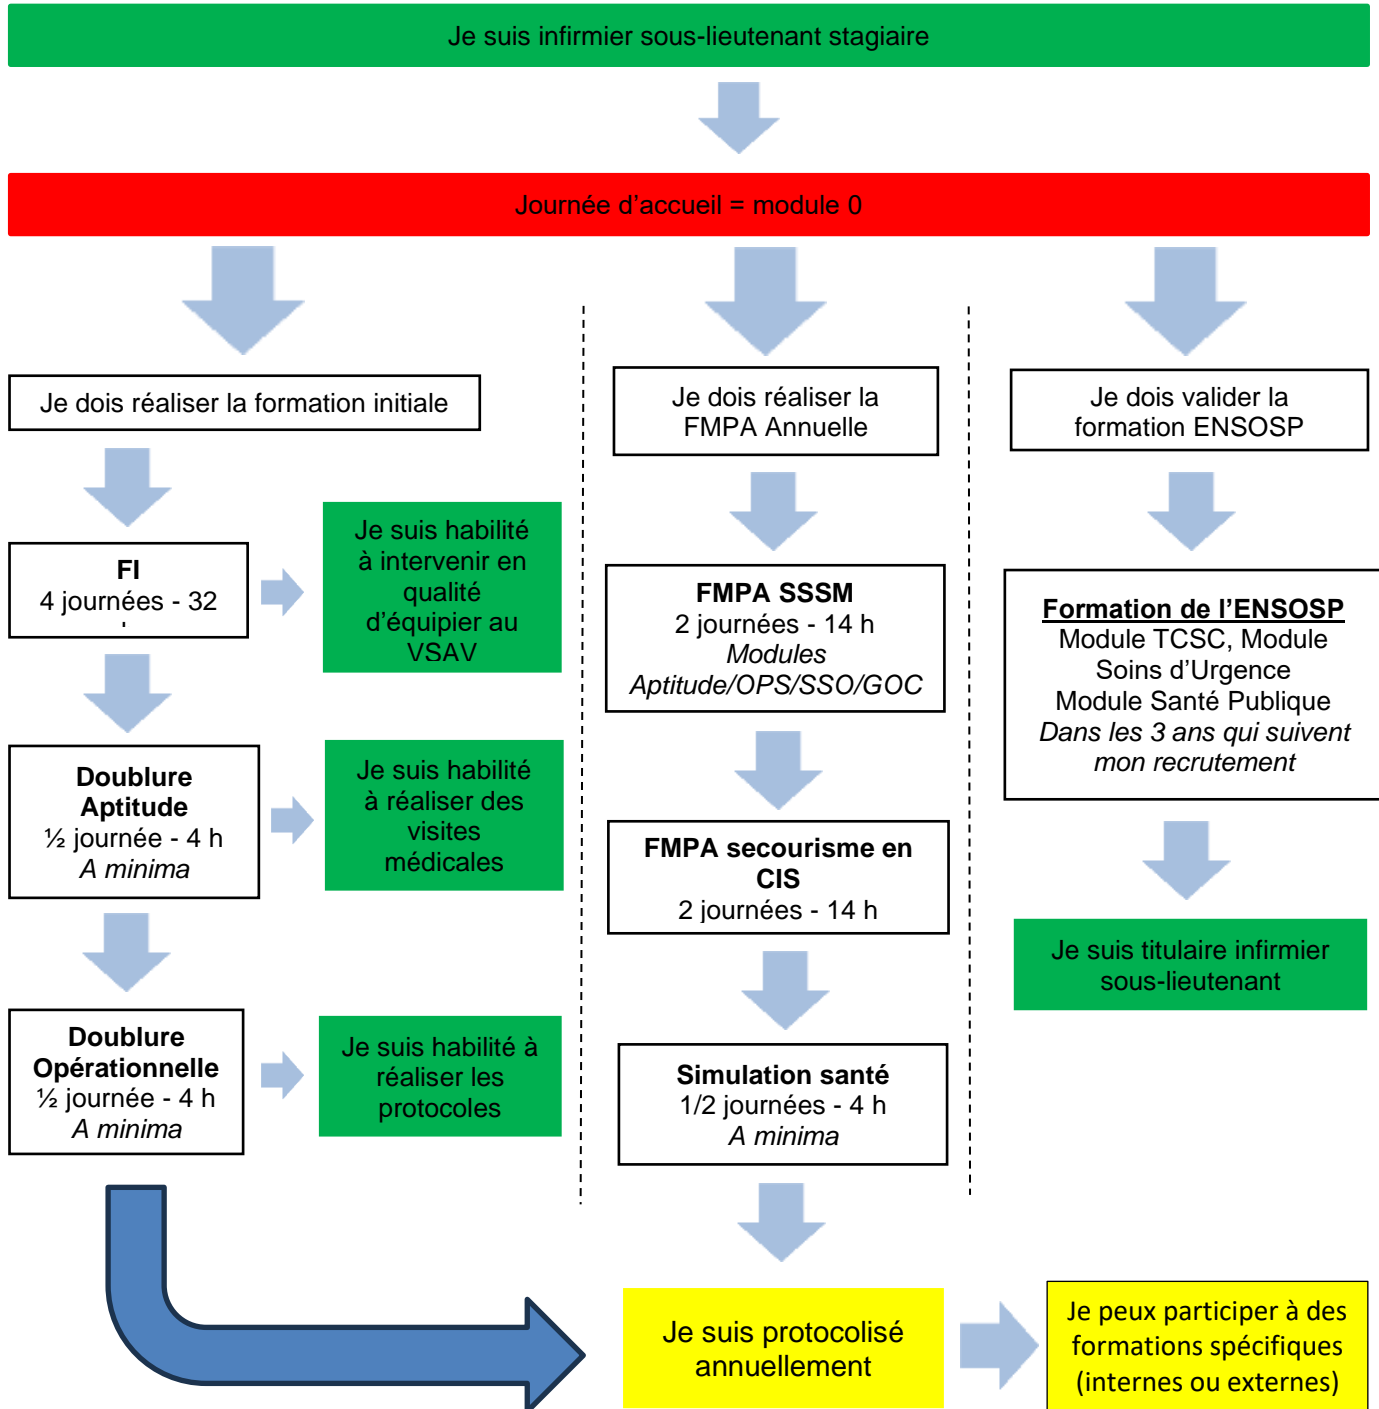 Je suis infirmier sous-lieutenant stagiaire
Journée d'accueil = module 0
Je dois réaliser la formation initiale
FI
4 journées - 32
Je suis habilité
à intervenir en
qualité
d'équipier au
VSAV
Doublure
Aptitude
½ journée - 4 h
A minima
Je suis habilité
à réaliser des
visites
médicales
Doublure
Opérationnelle
½ journée - 4 h
A minima
Je suis habilité à
réaliser les
protocoles
Je dois réaliser la
FMPA Annuelle
FMPA SSSM
2 journées - 14 h
Modules
Aptitude/OPS/SSO/GOC
FMPA secourisme en
CIS
2 journées - 14 h
Simulation santé
1/2 journées - 4 h
A minima
Je suis protocolisé
annuellement
Je dois valider la
formation ENSOSP
Formation de l'ENSOSP
Module TCSC, Module
Soins d'Urgence
Module Santé Publique
Dans les 3 ans qui suivent
mon recrutement
Je suis titulaire infirmier
sous-lieutenant
Je peux participer à des
formations spécifiques
(internes ou externes)